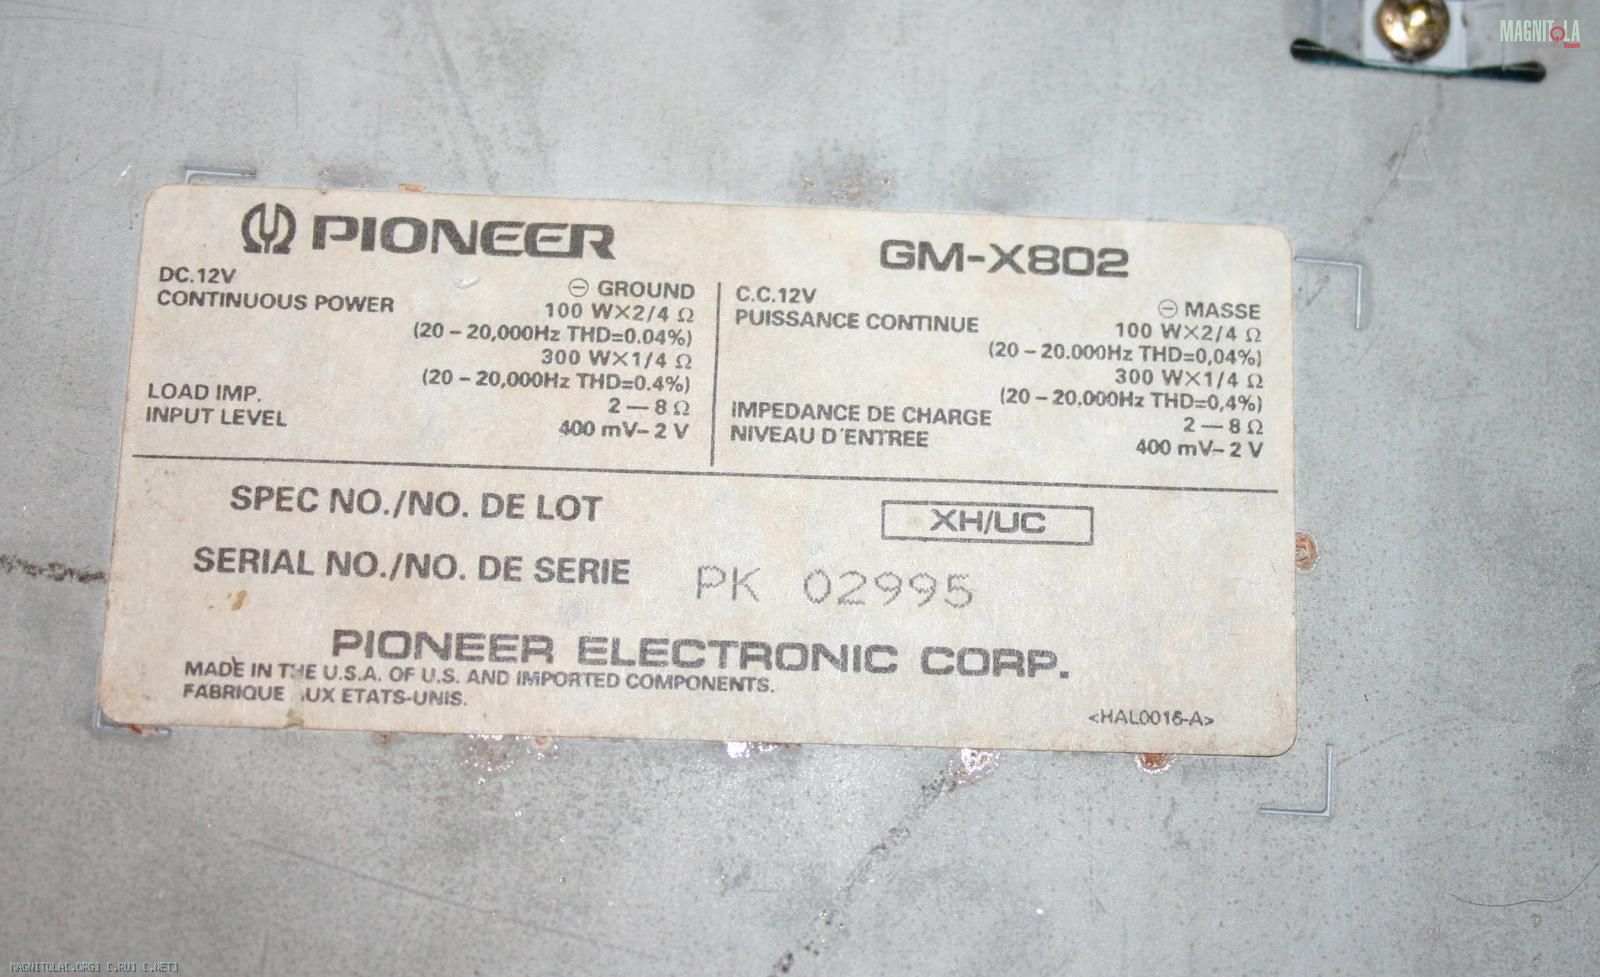 MAGNITOLA
Team
PIONEER
GM-X802
DC.12V
⊖ GROUND
CONTINUOUS POWER
100 W×2/4 Ω
(20 – 20,000Hz THD=0.04%)
300 W×1/4 Ω
(20 – 20,000Hz THD=0.4%)
LOAD IMP.
2 — 8 Ω
INPUT LEVEL
400 mV– 2 V
C.C.12V
⊖ MASSE
PUISSANCE CONTINUE
100 W×2/4 Ω
(20 – 20.000Hz THD=0,04%)
300 W×1/4 Ω
(20 – 20.000Hz THD=0,4%)
IMPEDANCE DE CHARGE
2 — 8 Ω
NIVEAU D'ENTREE
400 mV– 2 V
SPEC NO./NO. DE LOT
XH/UC
SERIAL NO./NO. DE SERIE
PK 02995
PIONEER ELECTRONIC CORP.
MADE IN THE U.S.A. OF U.S. AND IMPORTED COMPONENTS.
FABRIQUE AUX ETATS-UNIS.
<HAL0016-A>
MAGNITOLA[.ORG] [.RU] [.NET]